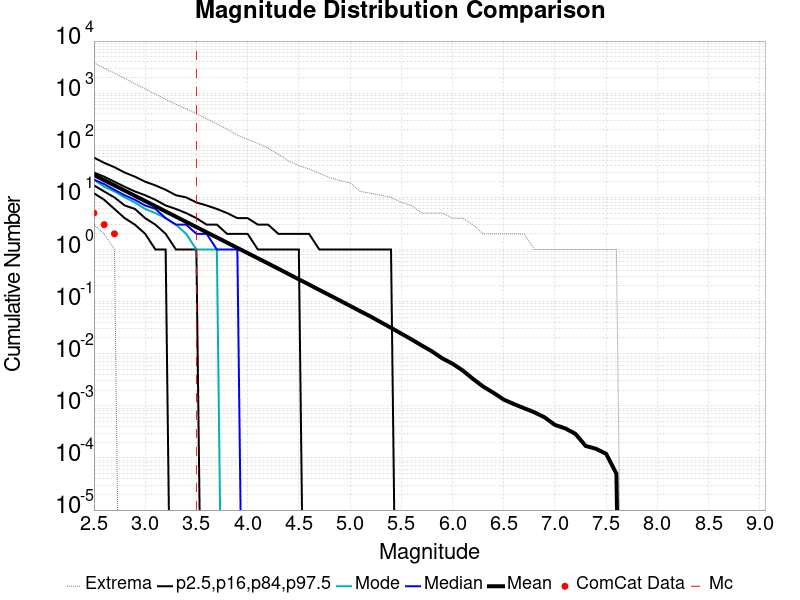 Magnitude Distribution Comparison
10^4
10^3
10^2
10^1
10^0
10^-1
10^-2
10^-3
10^-4
10^-5
Cumulative Number
2.5 3.0 3.5 4.0 4.5 5.0 5.5 6.0 6.5 7.0 7.5 8.0 8.5 9.0
Magnitude
Extrema p2.5,p16,p84,p97.5 Mode Median Mean ComCat Data Mc